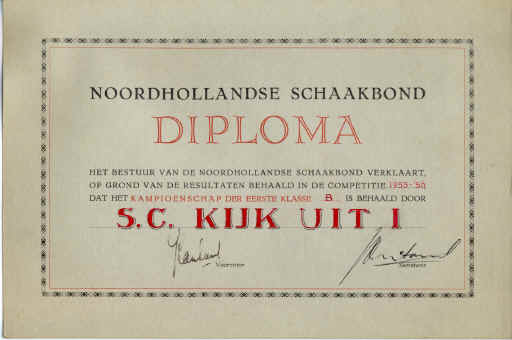 NOORDHOLLANDSE SCHAAKBOND
DIPLOMA
HET BESTUUR VAN DE NOORDHOLLANDSE SCHAAKBOND VERKLAART,
OP GROND VAN DE RESULTATEN BEHAALD IN DE COMPETITIE 1955-'56
DAT HET KAMPIOENSCHAP DER EERSTE KLASSE B IS BEHAALD DOOR
S.C. KIJK UIT I
Voorzitter
Secretaris